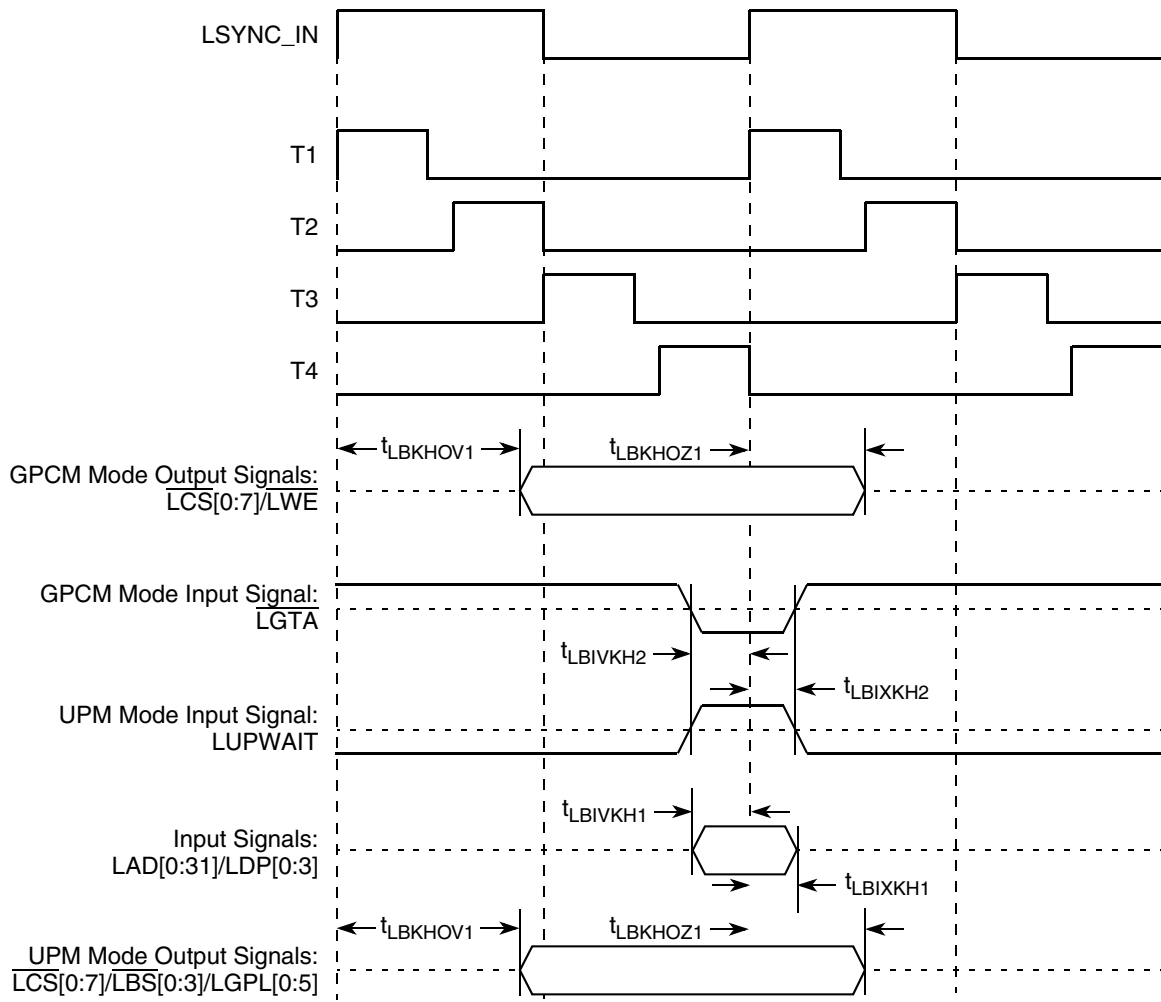 LSYNC_IN
T1
T2
T3
T4
tLBKHOV1
tLBKHOZ1
GPCM Mode Output Signals:
LCS[0:7]/LWE
GPCM Mode Input Signal:
LGTA
tLBIVKH2
tLBIXKH2
UPM Mode Input Signal:
LUPWAIT
tLBIVKH1
Input Signals:
LAD[0:31]/LDP[0:3]
tLBIXKH1
tLBKHOV1
tLBKHOZ1
UPM Mode Output Signals:
LCS[0:7]/LBS[0:3]/LGPL[0:5]